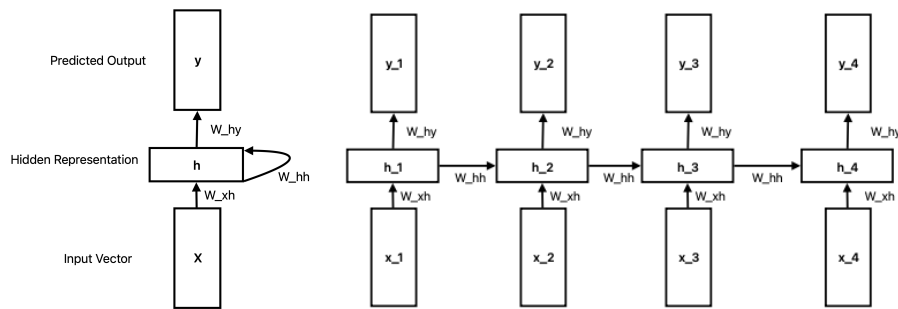 Predicted Output
y
y_1
y_2
y_3
y_4
W_hy
W_hy
W_hy
W_hy
W_hy
Hidden Representation
h
h_1
h_2
h_3
h_4
W_hh
W_hh
W_hh
W_hh
W_xh
W_xh
W_xh
W_xh
W_xh
Input Vector
X
x_1
x_2
x_3
x_4